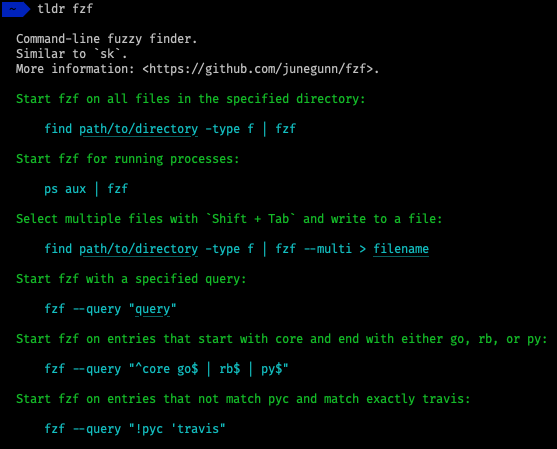 ~ tldr fzf
Command-line fuzzy finder.
Similar to `sk`.
More information: <https://github.com/junegunn/fzf>.
Start fzf on all files in the specified directory:
find path/to/directory -type f | fzf
Start fzf for running processes:
ps aux | fzf
Select multiple files with `Shift + Tab` and write to a file:
find path/to/directory -type f | fzf --multi > filename
Start fzf with a specified query:
fzf --query "query"
Start fzf on entries that start with core and end with either go, rb, or py:
fzf --query "^core go$ | rb$ | py$"
Start fzf on entries that not match pyc and match exactly travis:
fzf --query "!pyc 'travis"